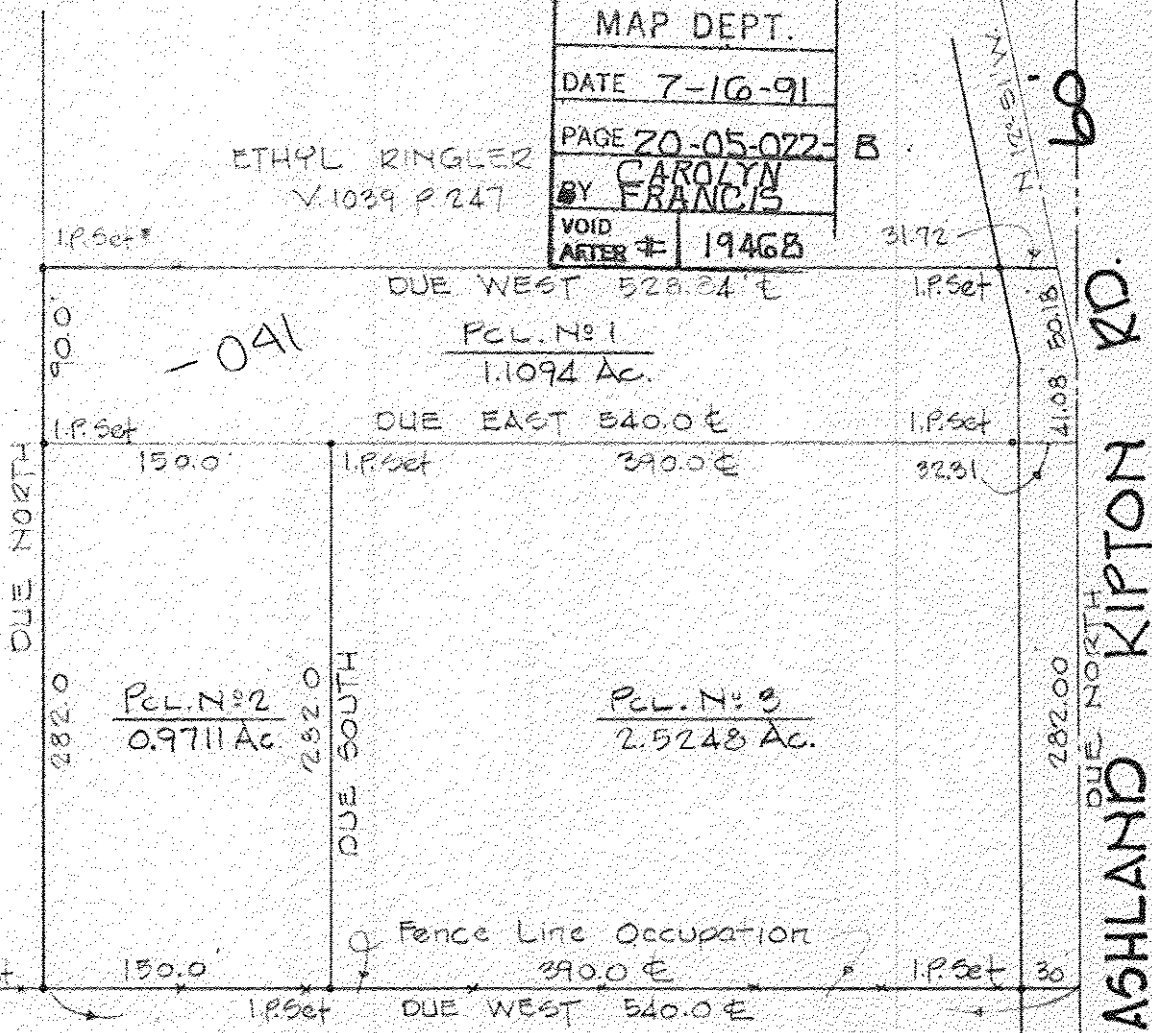 MAP DEPT.
DATE 7-16-91
PAGE 20-05-022-B
BY CAROLYN FRANCIS
VOID AFTER # 19468
ETHYL RINGLER
V.1039 P.247
I.P. Set
31.72
DUE WEST 528.84' ℄
I.P. Set
90.0'
-041
PCL. Nº 1
1.1094 Ac.
50.18
41.08
I.P. Set
DUE EAST 540.0 ℄
I.P. Set
150.0'
I.P. Set
390.0 ℄
32.31
DUE NORTH
282.0
PCL. Nº 2
0.9711 Ac.
282.0
DUE SOUTH
PCL. Nº 3
2.5248 Ac.
282.00
DUE NORTH
ASHLAND KIPTON RD.
Fence Line Occupation
150.0'
390.0 ℄
I.P. Set
30'
I.P. Set
DUE WEST 540.0 ℄